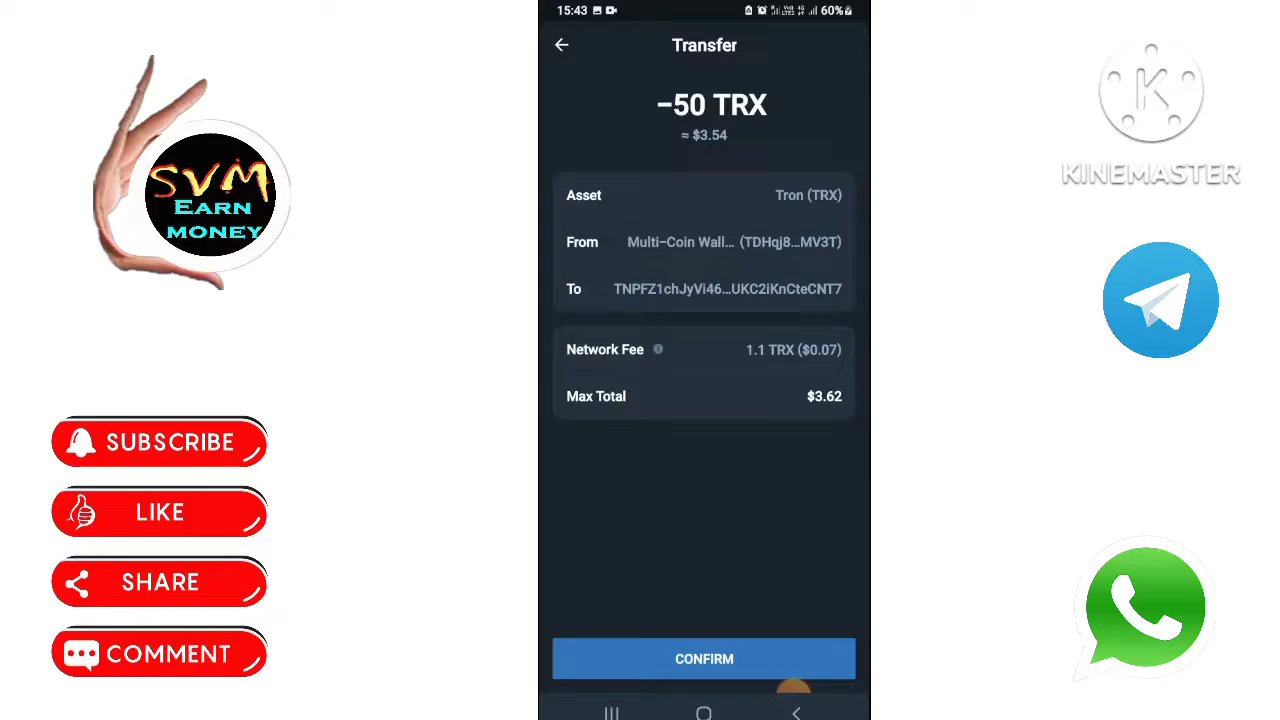 15:43
60%
Transfer
−50 TRX
≈ $3.54
Asset Tron (TRX)
From Multi−Coin Wall... (TDHqj8...MV3T)
To TNPFZ1chJyVi46...UKC2iKnCteCNT7
Network Fee 1.1 TRX ($0.07)
Max Total $3.62
CONFIRM
SVM
EARN
MONEY
SUBSCRIBE
LIKE
SHARE
COMMENT
K
KINEMASTER